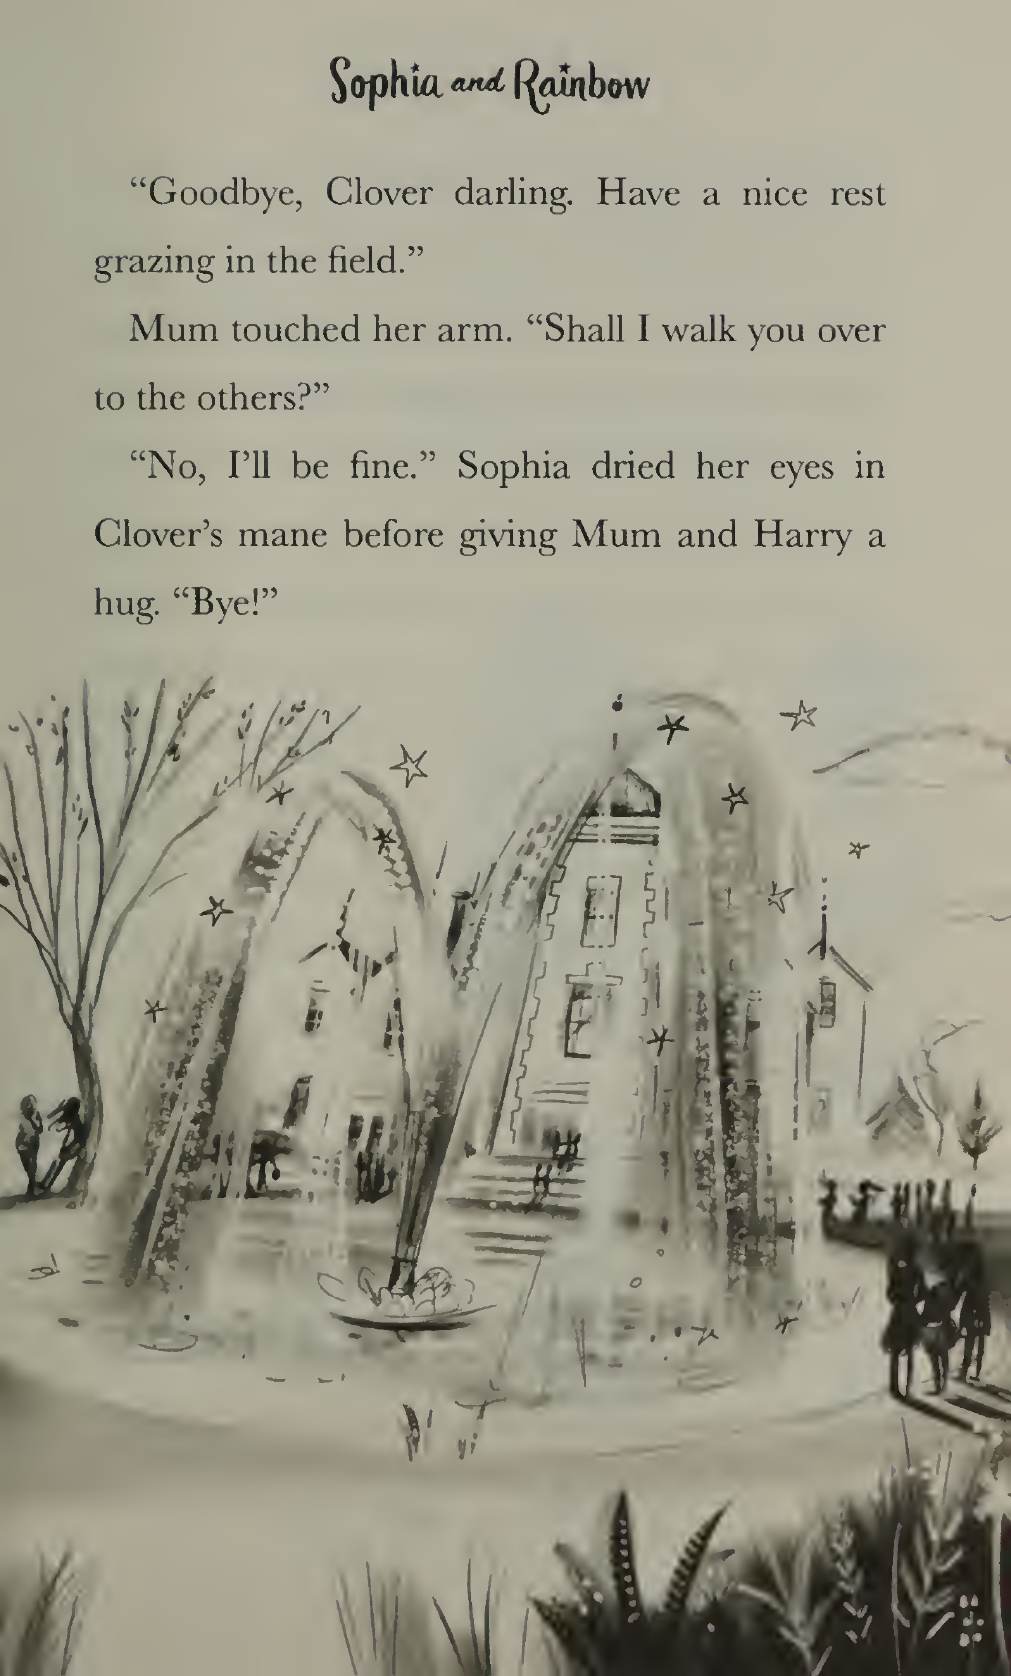 Sophia and Rainbow
“Goodbye, Clover darling. Have a nice rest
grazing in the field.”
Mum touched her arm. “Shall I walk you over
to the others?”
“No, I’ll be fine.” Sophia dried her eyes in
Clover’s mane before giving Mum and Harry a
hug. “Bye!”